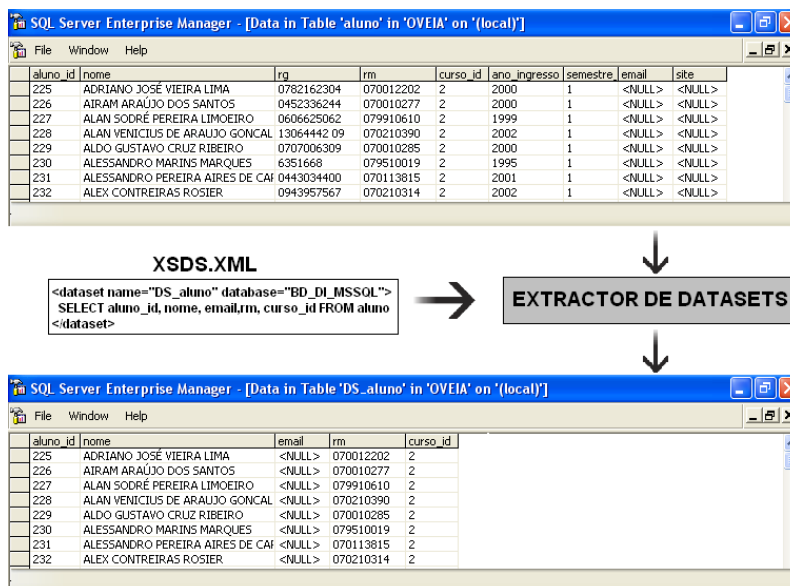 SQL Server Enterprise Manager - [Data in Table 'aluno' in 'OVEIA' on '(local)']
File Window Help
aluno_id nome rg rm curso_id ano_ingresso semestre_ email site
225 ADRIANO JOSÉ VIEIRA LIMA 0782162304 070012202 2 2000 1 <NULL> <NULL>
226 AIRAM ARAÚJO DOS SANTOS 0452336244 070010277 2 2000 1 <NULL> <NULL>
227 ALAN SODRÉ PEREIRA LIMOEIRO 0606625062 079910610 2 1999 1 <NULL> <NULL>
228 ALAN VENICIUS DE ARAUJO GONCAL 13064442 09 070210390 2 2002 1 <NULL> <NULL>
229 ALDO GUSTAVO CRUZ RIBEIRO 0707006309 070010285 2 2000 1 <NULL> <NULL>
230 ALESSANDRO MARINS MARQUES 6351668 079510019 2 1995 1 <NULL> <NULL>
231 ALESSANDRO PEREIRA AIRES DE CAR 0443034400 070113815 2 2001 1 <NULL> <NULL>
232 ALEX CONTREIRAS ROSIER 0943957567 070210314 2 2002 1 <NULL> <NULL>
XSDS.XML
<dataset name="DS_aluno" database="BD_DI_MSSQL">
SELECT aluno_id, nome, email,rm, curso_id FROM aluno
</dataset>
EXTRACTOR DE DATASETS
SQL Server Enterprise Manager - [Data in Table 'DS_aluno' in 'OVEIA' on '(local)']
File Window Help
aluno_id nome email rm curso_id
225 ADRIANO JOSÉ VIEIRA LIMA <NULL> 070012202 2
226 AIRAM ARAÚJO DOS SANTOS <NULL> 070010277 2
227 ALAN SODRÉ PEREIRA LIMOEIRO <NULL> 079910610 2
228 ALAN VENICIUS DE ARAUJO GONCAL <NULL> 070210390 2
229 ALDO GUSTAVO CRUZ RIBEIRO <NULL> 070010285 2
230 ALESSANDRO MARINS MARQUES <NULL> 079510019 2
231 ALESSANDRO PEREIRA AIRES DE CAR <NULL> 070113815 2
232 ALEX CONTREIRAS ROSIER <NULL> 070210314 2